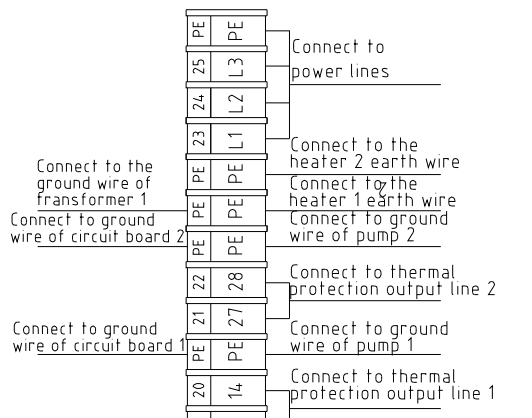 PE PE
25 L3
24 L2
23 L1
Connect to
power lines
PE PE
Connect to the
heater 2 earth wire
Connect to the
ground wire of
fransformer 1
PE PE
Connect to the
heater 1 earth wire
Connect to ground
wire of circuit board 2
PE PE
Connect to ground
wire of pump 2
22 28
21 27
Connect to thermal
protection output line 2
Connect to ground
wire of circuit board 1
PE PE
Connect to ground
wire of pump 1
20 14
Connect to thermal
protection output line 1